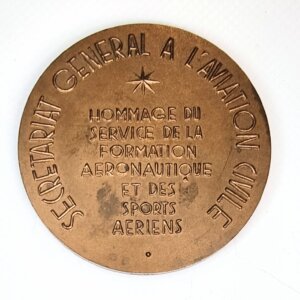 SECRETARIAT GENERAL A L'AVIATION CIVILE
HOMMAGE DU
SERVICE DE LA
FORMATION
AERONAUTIQUE
ET DES
SPORTS
AERIENS